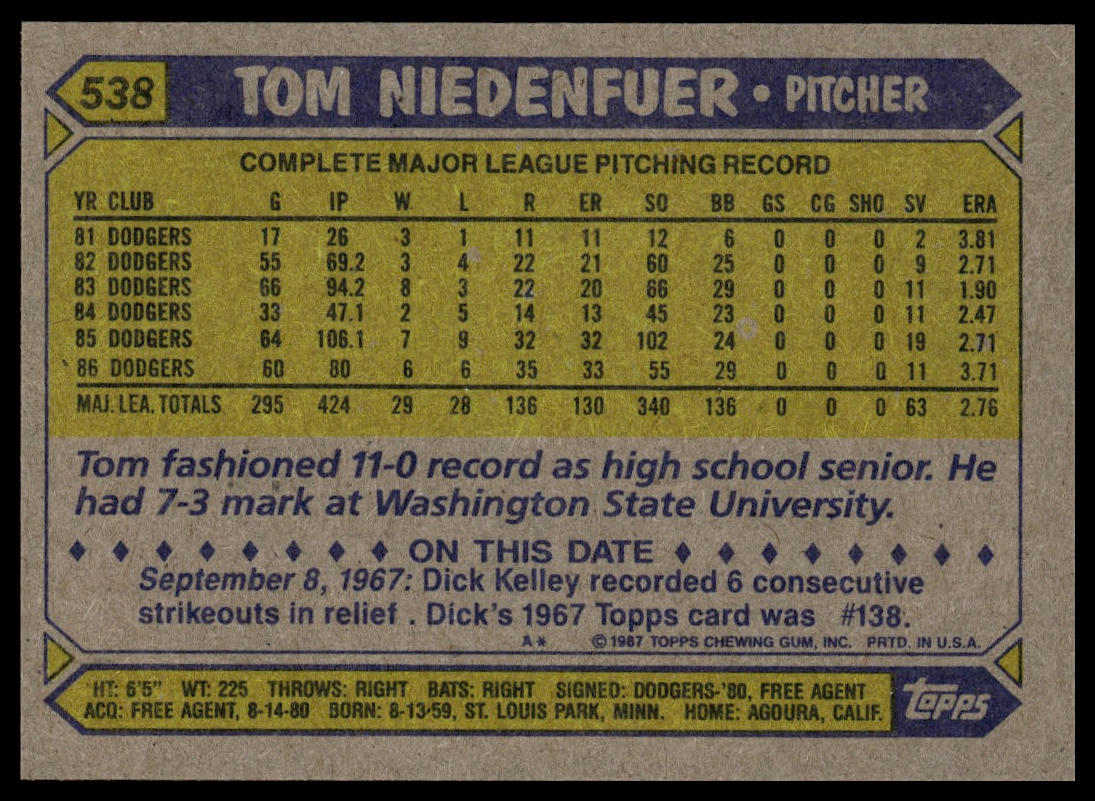 538 TOM NIEDENFUER • PITCHER
COMPLETE MAJOR LEAGUE PITCHING RECORD
YR CLUB G IP W L R ER SO BB GS CG SHO SV ERA
81 DODGERS 17 26 3 1 11 11 12 6 0 0 0 2 3.81
82 DODGERS 55 69.2 3 4 22 21 60 25 0 0 0 9 2.71
83 DODGERS 66 94.2 8 3 22 20 66 29 0 0 0 11 1.90
84 DODGERS 33 47.1 2 5 14 13 45 23 0 0 0 11 2.47
85 DODGERS 64 106.1 7 9 32 32 102 24 0 0 0 19 2.71
86 DODGERS 60 80 6 6 35 33 55 29 0 0 0 11 3.71
MAJ. LEA. TOTALS 295 424 29 28 136 130 340 136 0 0 0 63 2.76
Tom fashioned 11-0 record as high school senior. He
had 7-3 mark at Washington State University.
♦ ♦ ♦ ♦ ♦ ♦ ♦ ♦ ON THIS DATE ♦ ♦ ♦ ♦ ♦ ♦ ♦ ♦
September 8, 1967: Dick Kelley recorded 6 consecutive
strikeouts in relief . Dick's 1967 Topps card was #138.
A* © 1987 TOPPS CHEWING GUM, INC. PRTD. IN U.S.A.
HT: 6'5" WT: 225 THROWS: RIGHT BATS: RIGHT SIGNED: DODGERS-'80, FREE AGENT
ACQ: FREE AGENT, 8-14-80 BORN: 8-13-59, ST. LOUIS PARK, MINN. HOME: AGOURA, CALIF.
topps